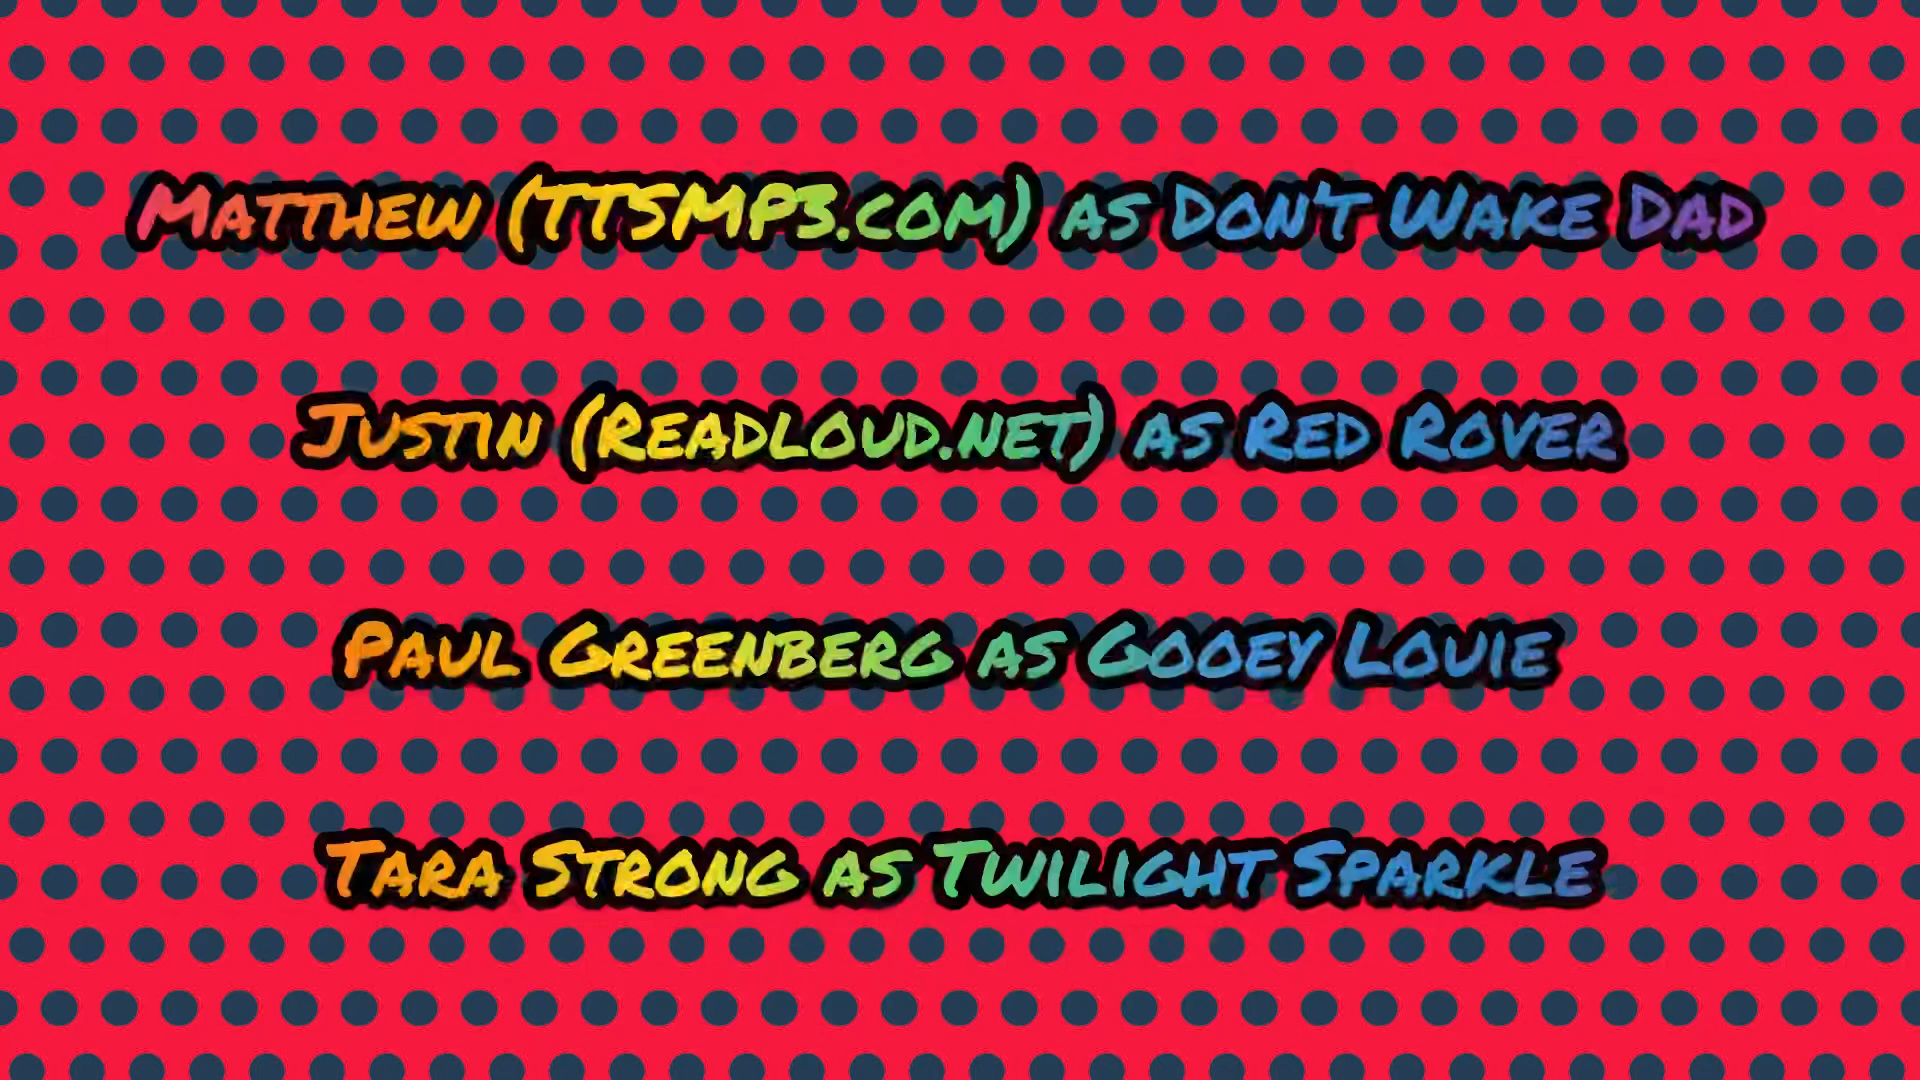 Matthew (TTSMP3.com) as Don't Wake Dad
Justin (Readloud.net) as Red Rover
Paul Greenberg as Gooey Louie
Tara Strong as Twilight Sparkle